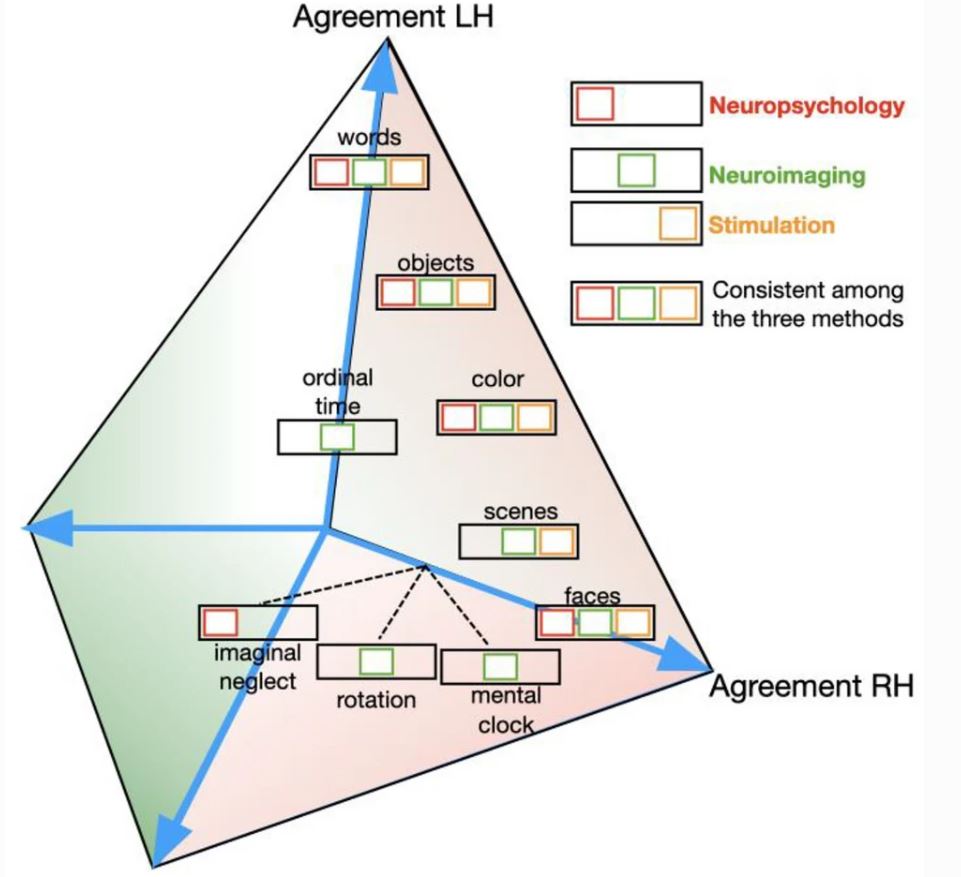 Agreement LH
words
objects
ordinal
time
color
scenes
faces
imaginal
neglect
rotation
mental
clock
Agreement RH
Neuropsychology
Neuroimaging
Stimulation
Consistent among
the three methods